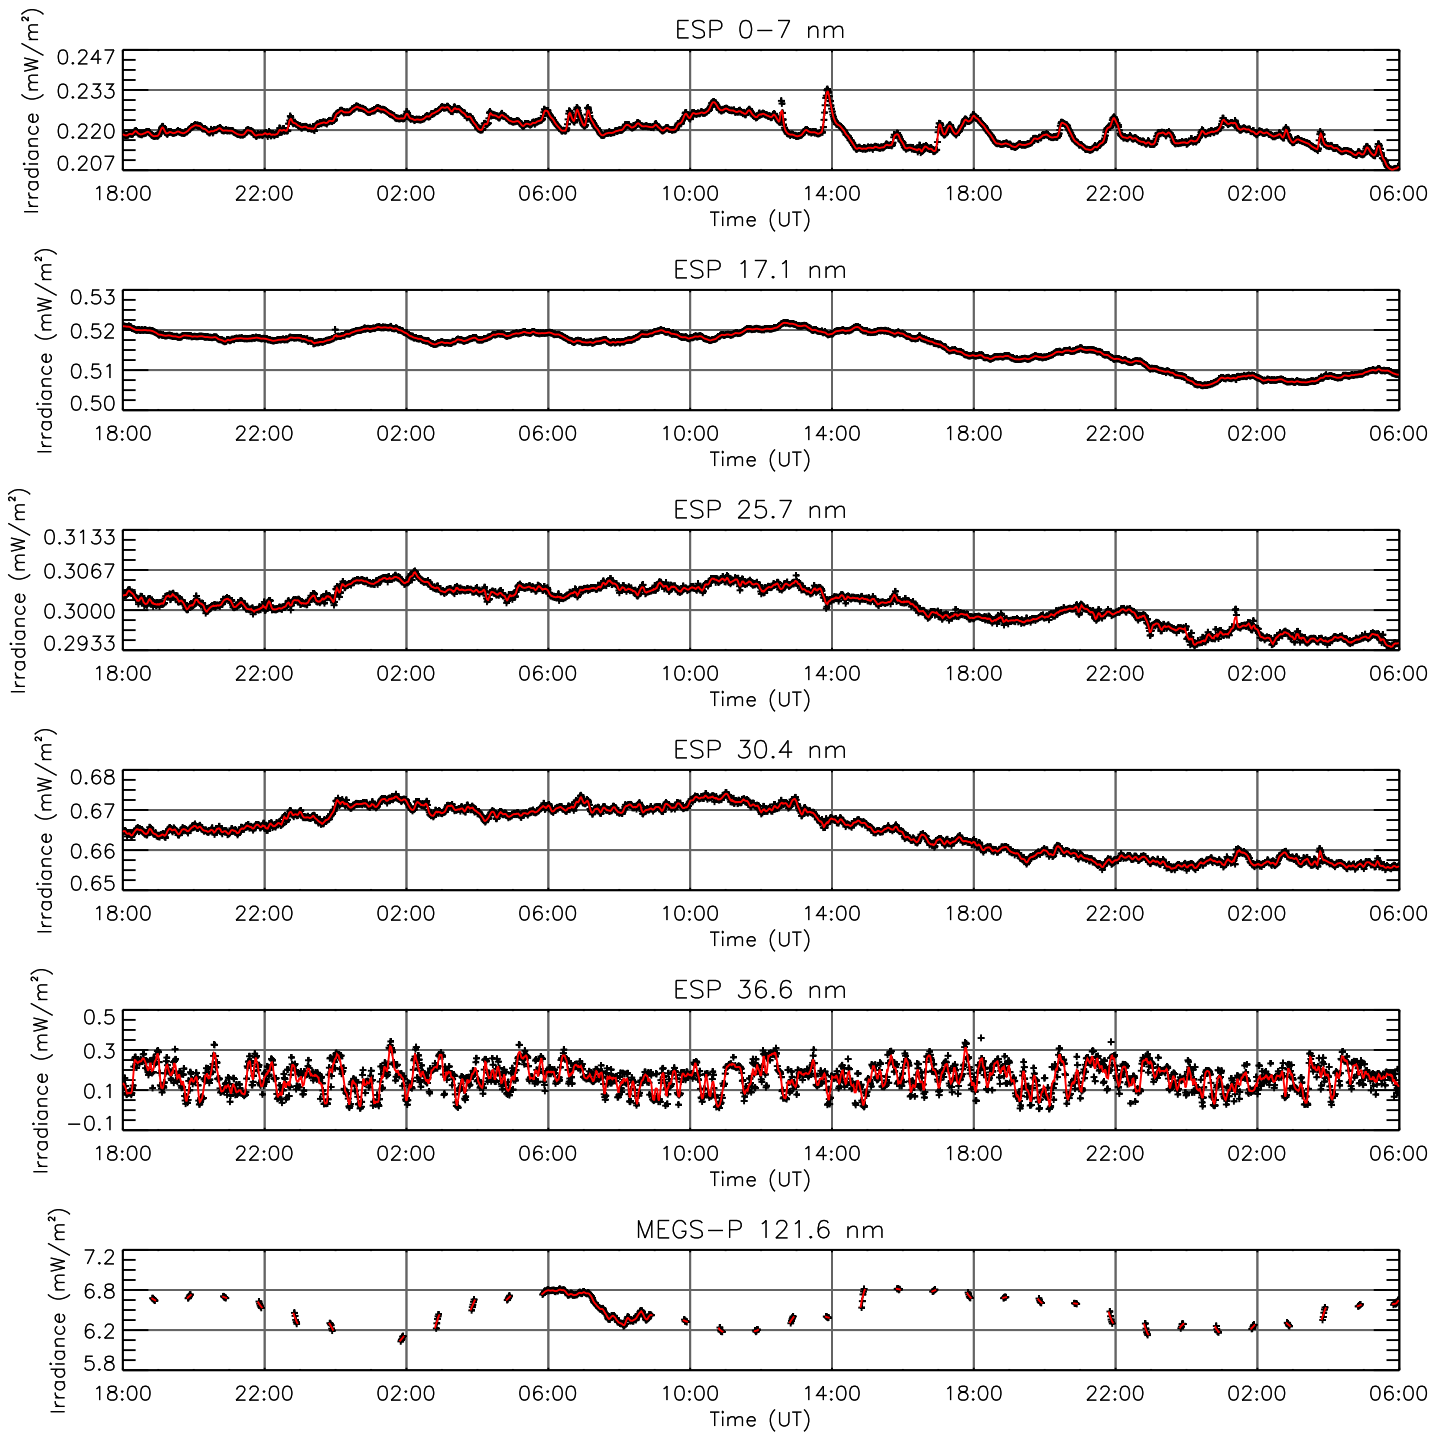 ESP 0−7 nm
Irradiance (mW/m²)
0.247
0.233
0.220
0.207
18:00 22:00 02:00 06:00 10:00 14:00 18:00 22:00 02:00 06:00
Time (UT)
ESP 17.1 nm
Irradiance (mW/m²)
0.53
0.52
0.51
0.50
18:00 22:00 02:00 06:00 10:00 14:00 18:00 22:00 02:00 06:00
Time (UT)
ESP 25.7 nm
Irradiance (mW/m²)
0.3133
0.3067
0.3000
0.2933
18:00 22:00 02:00 06:00 10:00 14:00 18:00 22:00 02:00 06:00
Time (UT)
ESP 30.4 nm
Irradiance (mW/m²)
0.68
0.67
0.66
0.65
18:00 22:00 02:00 06:00 10:00 14:00 18:00 22:00 02:00 06:00
Time (UT)
ESP 36.6 nm
Irradiance (mW/m²)
0.5
0.3
0.1
−0.1
18:00 22:00 02:00 06:00 10:00 14:00 18:00 22:00 02:00 06:00
Time (UT)
MEGS−P 121.6 nm
Irradiance (mW/m²)
7.2
6.8
6.2
5.8
18:00 22:00 02:00 06:00 10:00 14:00 18:00 22:00 02:00 06:00
Time (UT)